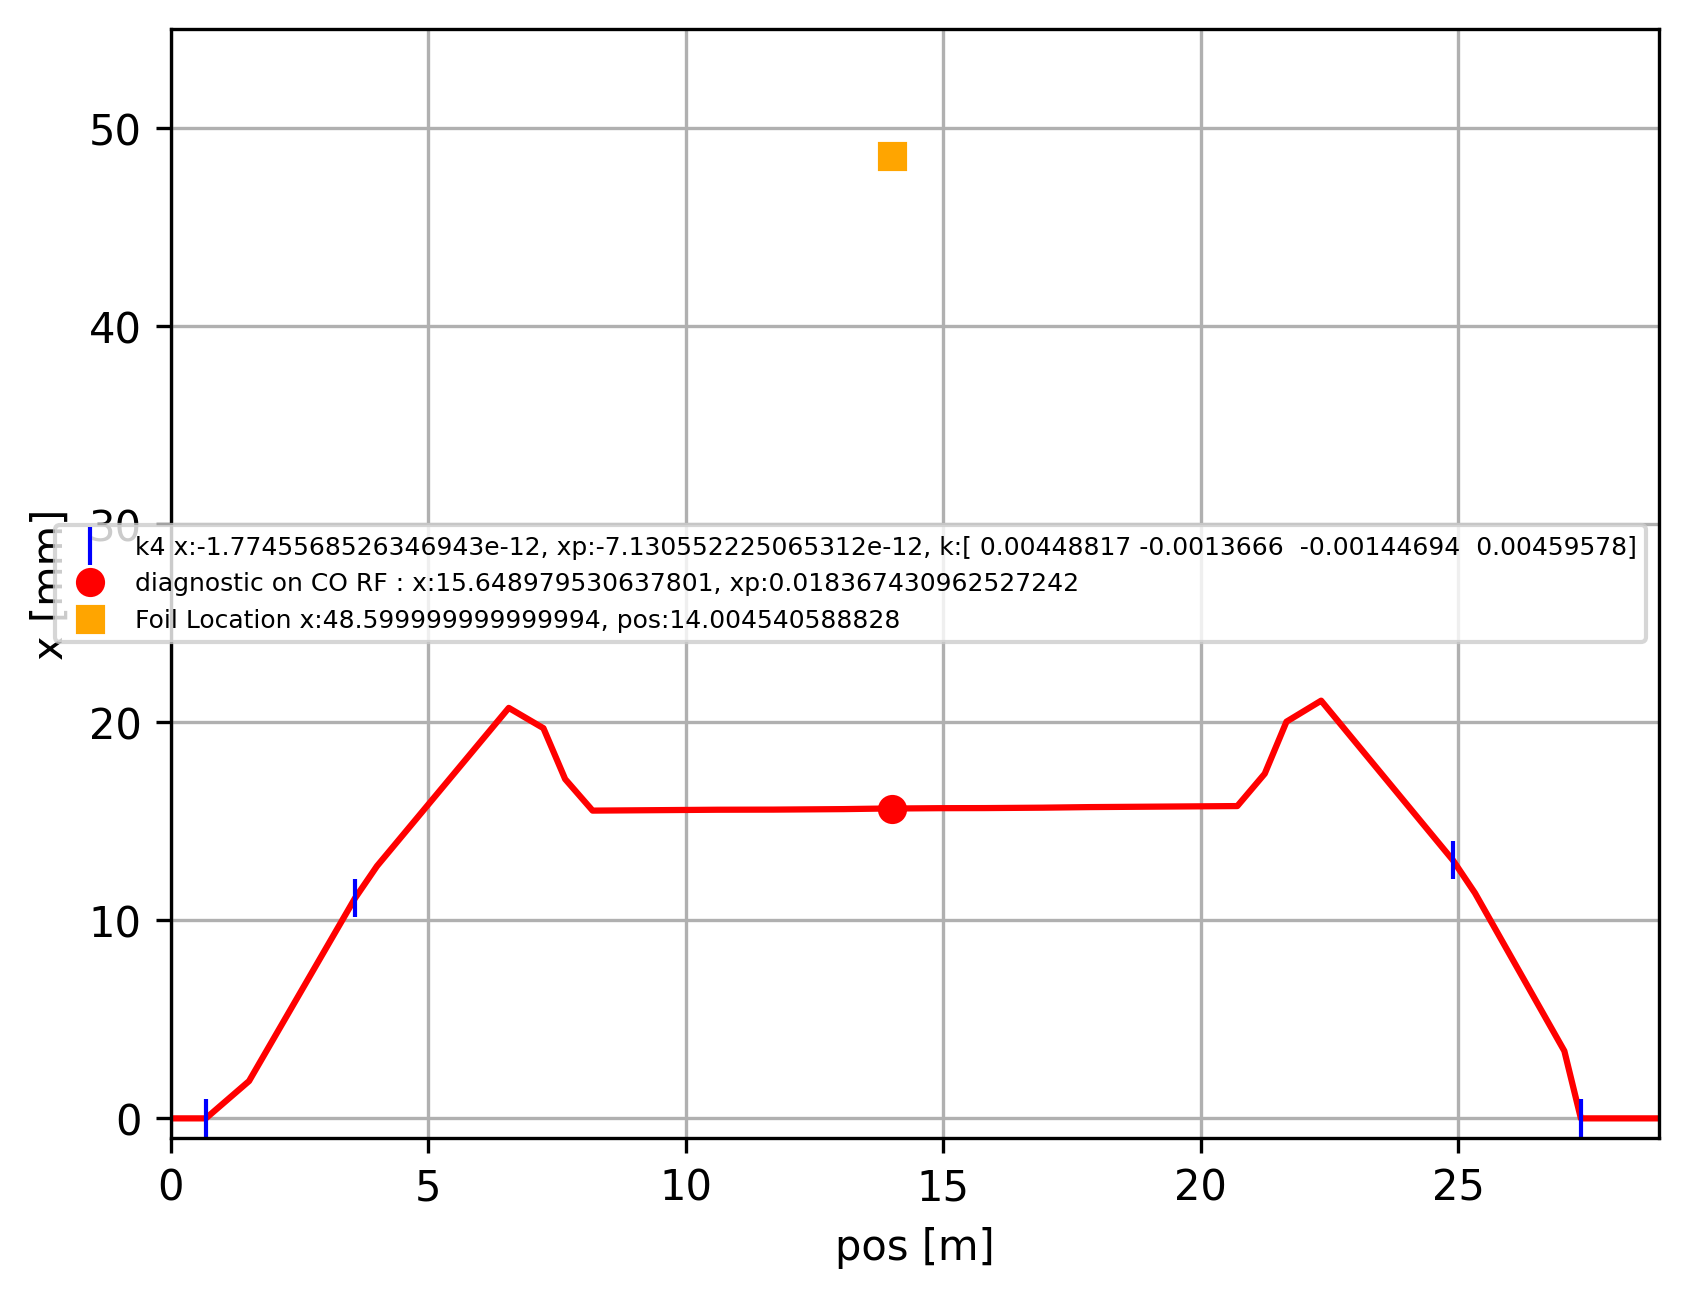 50
40
30
k4 x:-1.7745568526346943e-12, xp:-7.130552225065312e-12, k:[ 0.00448817 -0.0013666  -0.00144694  0.00459578]
diagnostic on CO RF : x:15.648979530637801, xp:0.018367430962527242
Foil Location x:48.599999999999994, pos:14.004540588828
x [mm]
20
10
0
0 5 10 15 20 25
pos [m]